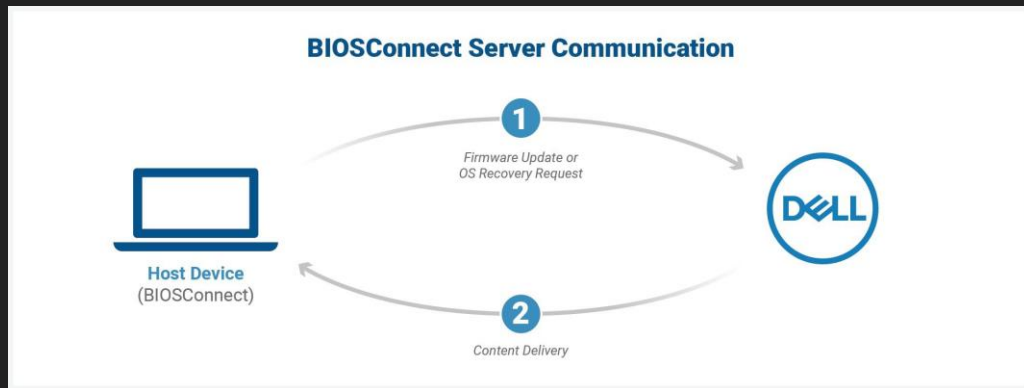 BIOSConnect Server Communication
1
Firmware Update or
OS Recovery Request
DELL
Host Device
(BIOSConnect)
2
Content Delivery